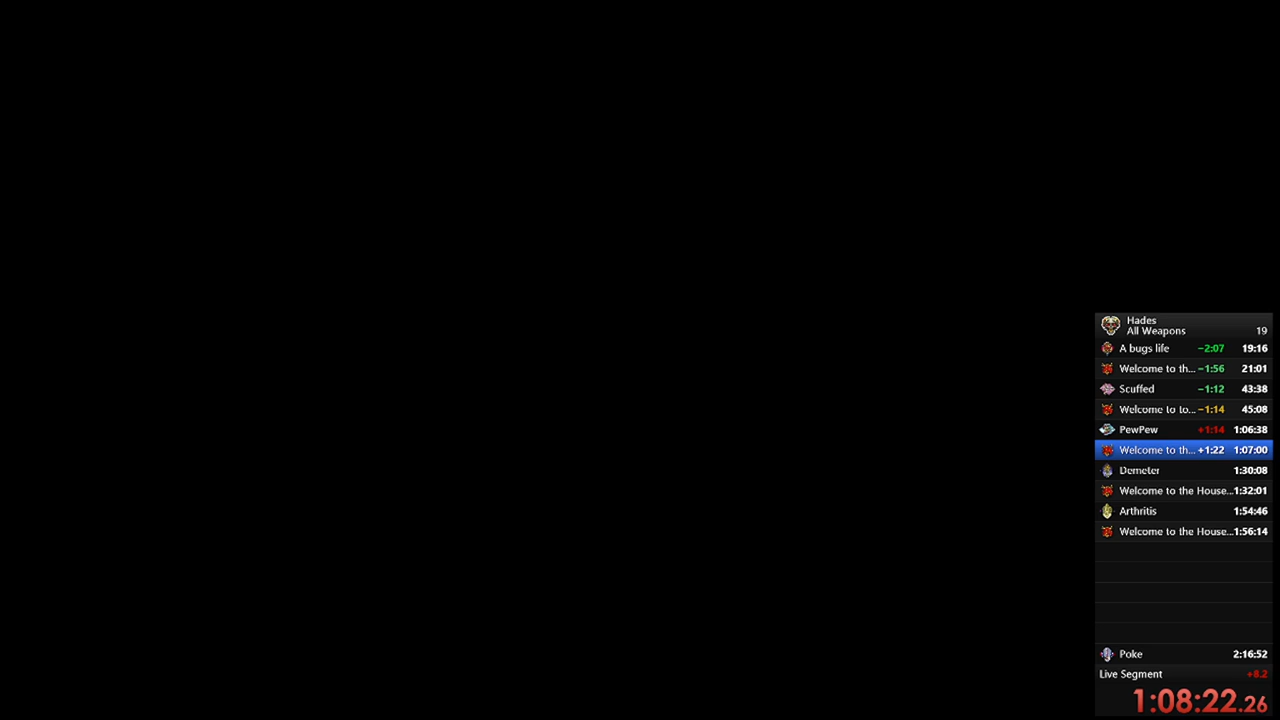 Hades
All Weapons 19
A bugs life −2:07 19:16
Welcome to th... −1:56 21:01
Scuffed −1:12 43:38
Welcome to to... −1:14 45:08
PewPew +1:14 1:06:38
Welcome to th... +1:22 1:07:00
Demeter 1:30:08
Welcome to the House... 1:32:01
Arthritis 1:54:46
Welcome to the House... 1:56:14
Poke 2:16:52
Live Segment +8.2
1:08:22.26